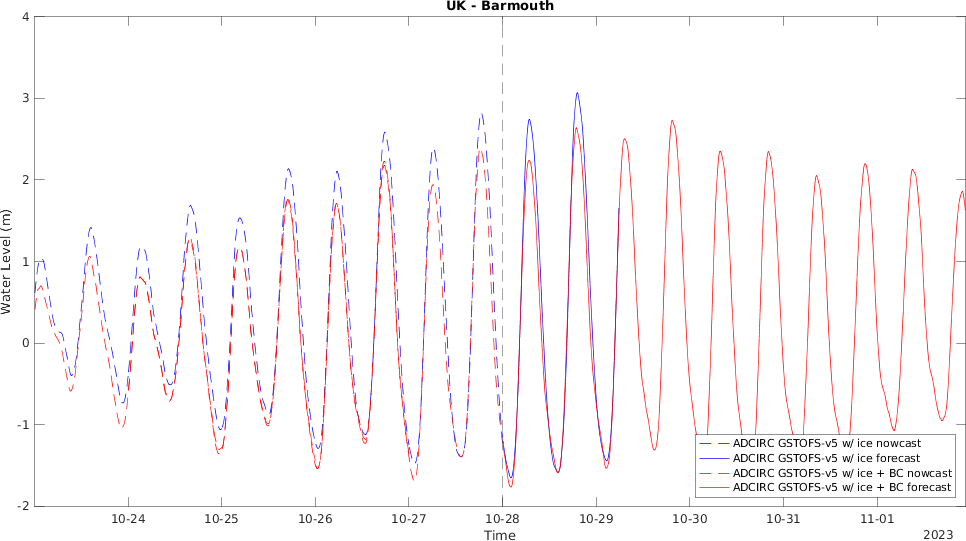 UK - Barmouth
4
3
2
1
0
-1
-2
Water Level (m)
10-24 10-25 10-26 10-27 10-28 10-29 10-30 10-31 11-01
Time
2023
ADCIRC GSTOFS-v5 w/ ice nowcast
ADCIRC GSTOFS-v5 w/ ice forecast
ADCIRC GSTOFS-v5 w/ ice + BC nowcast
ADCIRC GSTOFS-v5 w/ ice + BC forecast